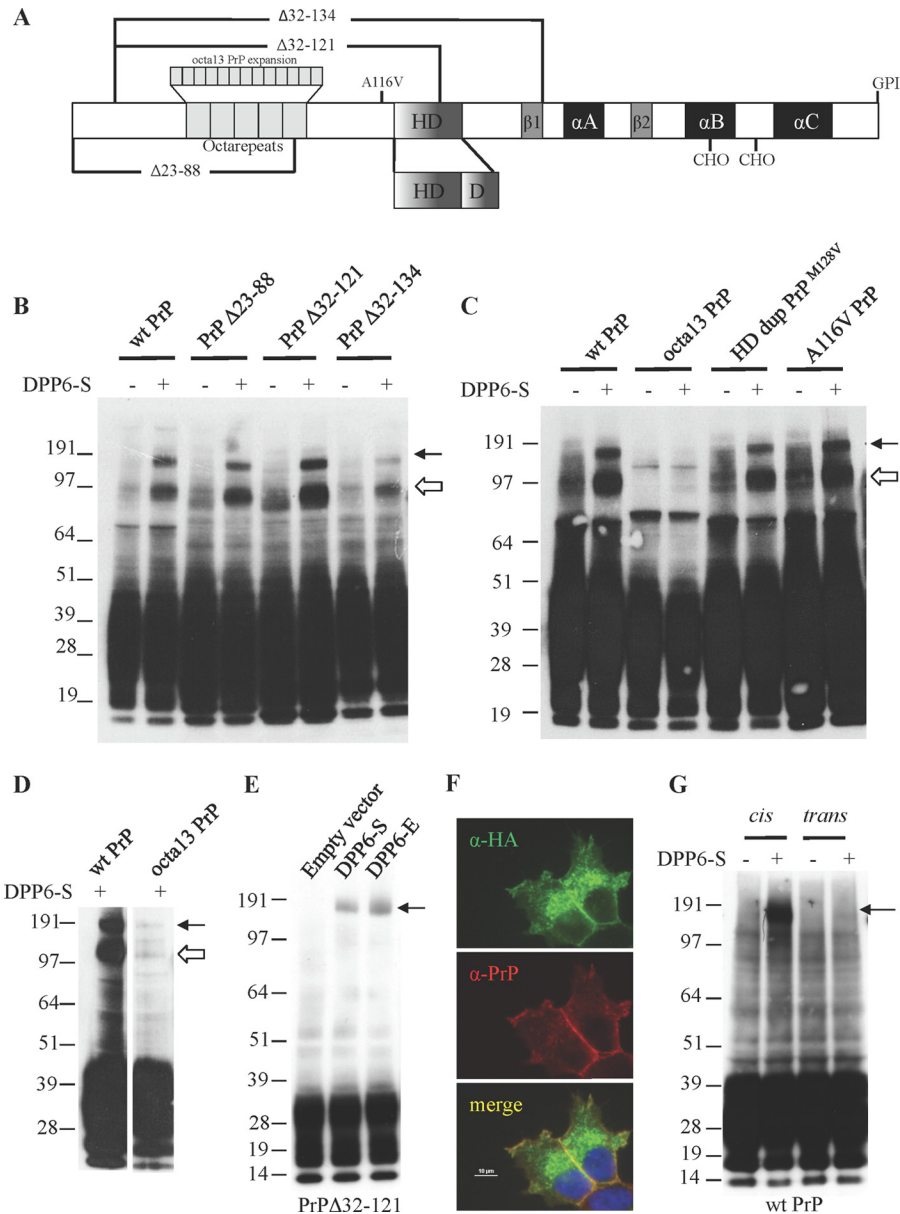 A
Δ32-134
Δ32-121
octa13 PrP expansion
A116V
GPI
HD
β1
αA
β2
αB
αC
Octarepeats
CHO
CHO
Δ23-88
HD
D
B
wt PrP
PrP Δ23-88
PrP Δ32-121
PrP Δ32-134
DPP6-S
- + - + - + - +
191
97
64
51
39
28
19
C
wt PrP
octa13 PrP
HD dup PrP M128V
A116V PrP
DPP6-S
- + - + - + - +
191
97
64
51
39
28
19
D
wt PrP
octa13 PrP
DPP6-S
+ +
191
97
64
51
39
28
E
Empty vector
DPP6-S
DPP6-E
191
97
64
51
39
28
19
14
PrPΔ32-121
F
α-HA
α-PrP
merge
10 µm
G
cis trans
DPP6-S
- + - +
191
97
64
51
39
28
19
14
wt PrP